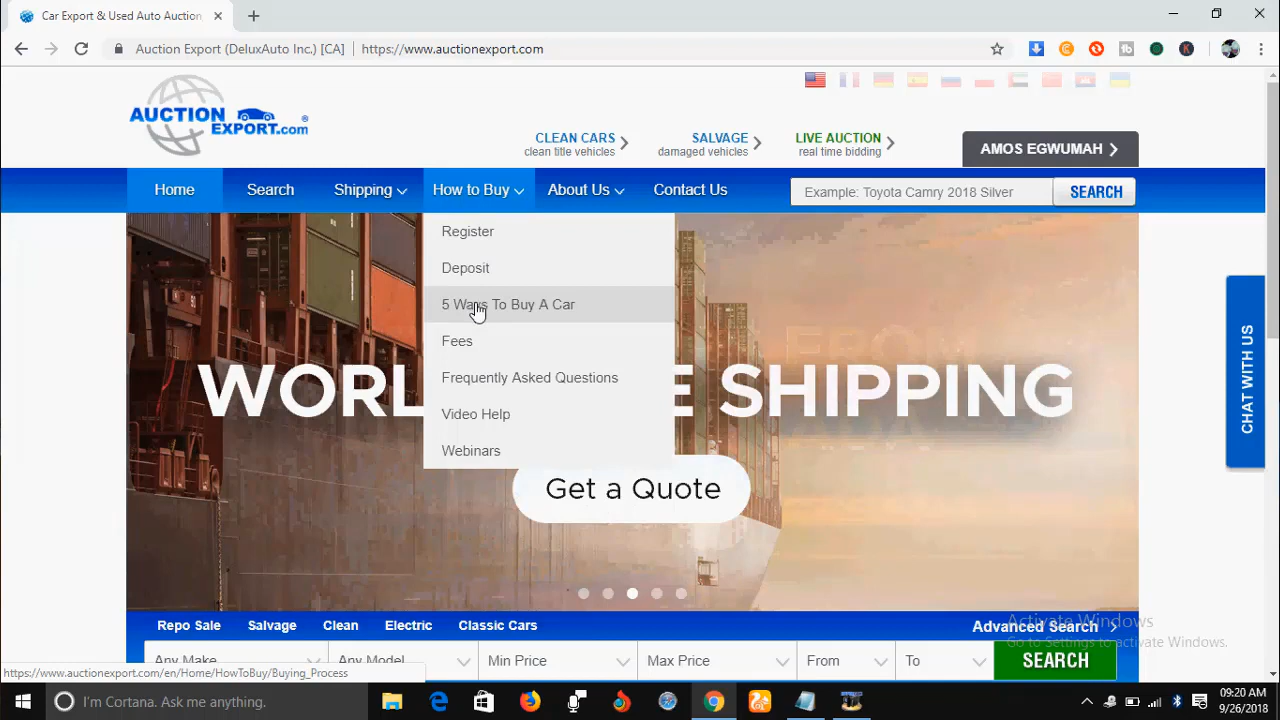 Car Export & Used Auto Auction
Auction Export (DeluxAuto Inc.) [CA] https://www.auctionexport.com
AUCTION
EXPORT.com
CLEAN CARS
clean title vehicles
SALVAGE
damaged vehicles
LIVE AUCTION
real time bidding
AMOS EGWUMAH
Home Search Shipping How to Buy About Us Contact Us
Example: Toyota Camry 2018 Silver SEARCH
Register
Deposit
5 Ways To Buy A Car
Fees
Frequently Asked Questions
Video Help
Webinars
WORL E SHIPPING
Get a Quote
CHAT WITH US
Repo Sale Salvage Clean Electric Classic Cars Advanced Search
Activate Windows
Go to Settings to activate Windows.
Any Make Any Model Min Price Max Price From To SEARCH
https://www.auctionexport.com/en/Home/HowToBuy/Buying_Process
I'm Cortana. Ask me anything.
09:20 AM
9/26/2018